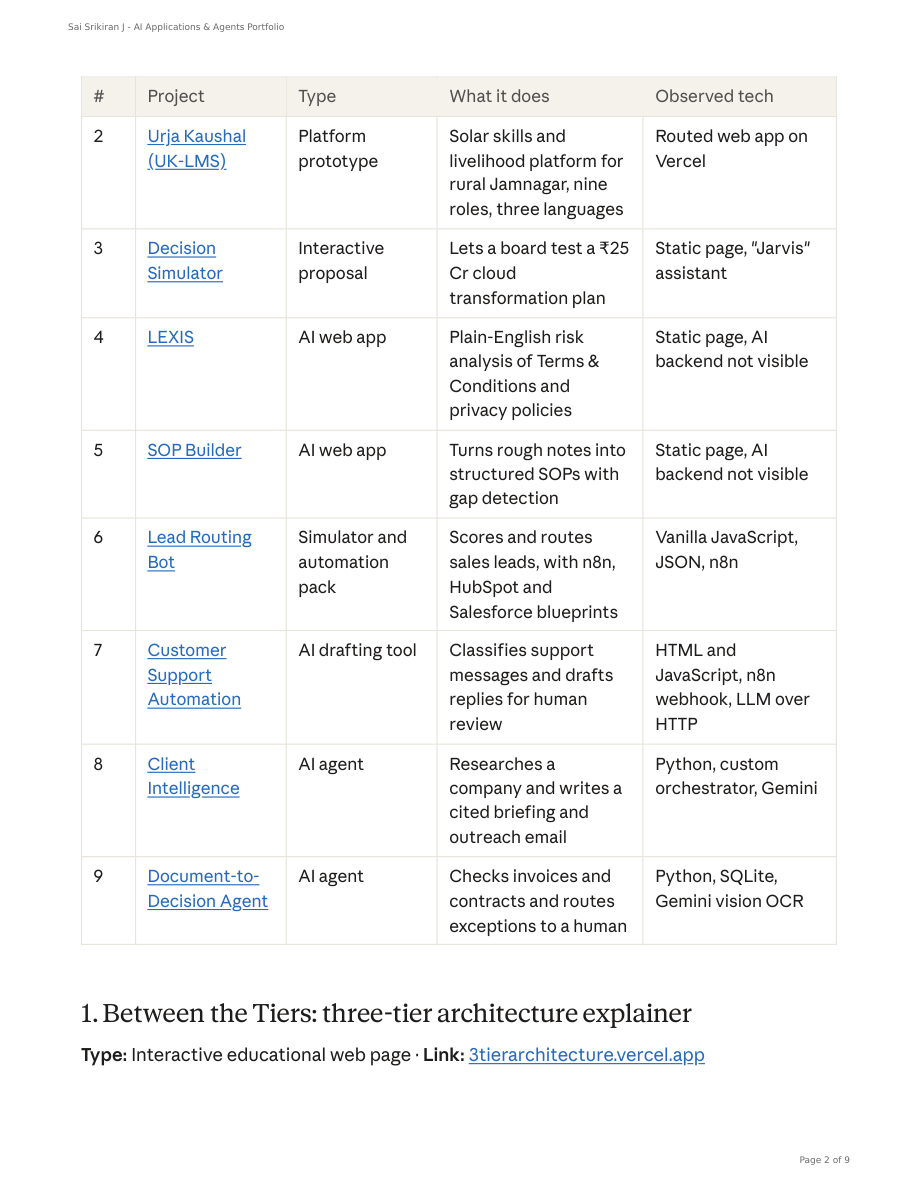 Sai Srikiran J - AI Applications & Agents Portfolio
# Project Type What it does Observed tech
2 Urja Kaushal Platform Solar skills and Routed web app on
(UK-LMS) prototype livelihood platform for Vercel
rural Jamnagar, nine
roles, three languages
3 Decision Interactive Lets a board test a ₹25 Static page, "Jarvis"
Simulator proposal Cr cloud assistant
transformation plan
4 LEXIS AI web app Plain-English risk Static page, AI
analysis of Terms & backend not visible
Conditions and
privacy policies
5 SOP Builder AI web app Turns rough notes into Static page, AI
structured SOPs with backend not visible
gap detection
6 Lead Routing Simulator and Scores and routes Vanilla JavaScript,
Bot automation sales leads, with n8n, JSON, n8n
pack HubSpot and
Salesforce blueprints
7 Customer AI drafting tool Classifies support HTML and
Support messages and drafts JavaScript, n8n
Automation replies for human webhook, LLM over
review HTTP
8 Client AI agent Researches a Python, custom
Intelligence company and writes a orchestrator, Gemini
cited briefing and
outreach email
9 Document-to- AI agent Checks invoices and Python, SQLite,
Decision Agent contracts and routes Gemini vision OCR
exceptions to a human
1. Between the Tiers: three-tier architecture explainer
Type: Interactive educational web page · Link: 3tierarchitecture.vercel.app
Page 2 of 9